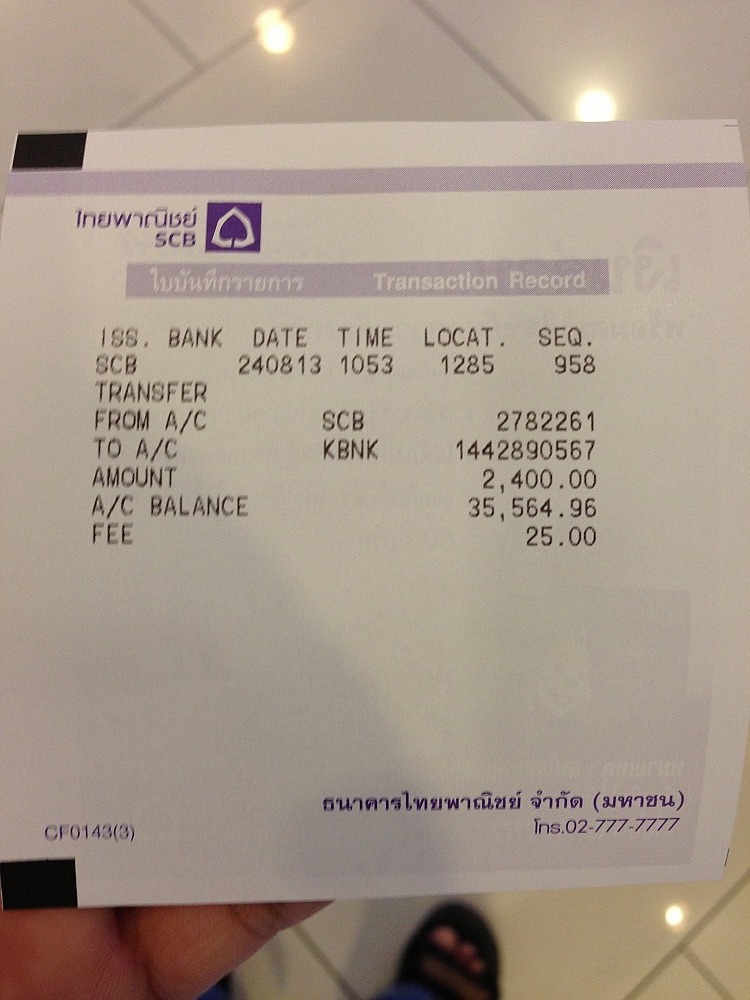 ไทยพาณิชย์
SCB
ใบบันทึกรายการ Transaction Record
ISS. BANK DATE TIME LOCAT. SEQ.
SCB 240813 1053 1285 958
TRANSFER
FROM A/C SCB 2782261
TO A/C KBNK 1442890567
AMOUNT 2,400.00
A/C BALANCE 35,564.96
FEE 25.00
ธนาคารไทยพาณิชย์ จำกัด (มหาชน)
CF0143(3) โทร.02-777-7777